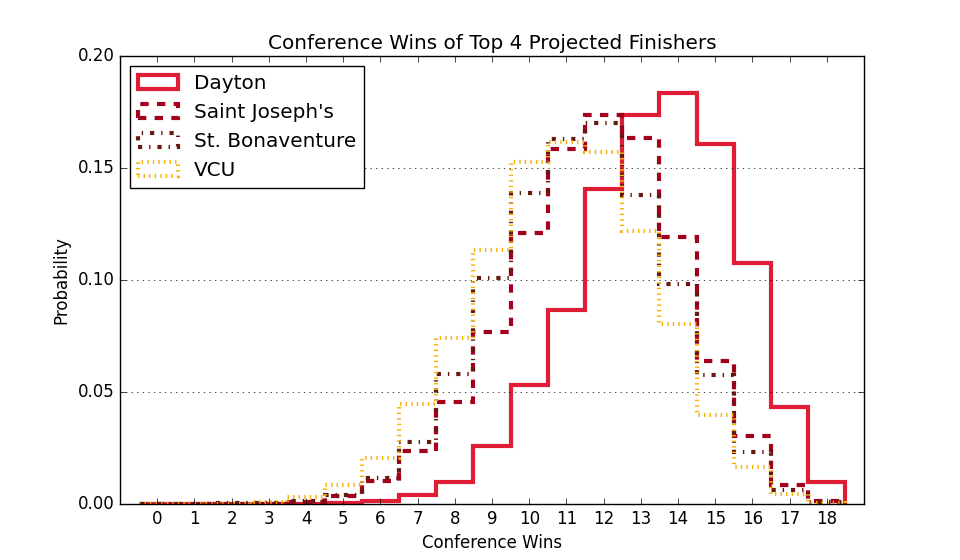 Conference Wins of Top 4 Projected Finishers
0.20
0.15
0.10
0.05
0.00
Probability
Dayton
Saint Joseph's
St. Bonaventure
VCU
0 1 2 3 4 5 6 7 8 9 10 11 12 13 14 15 16 17 18
Conference Wins